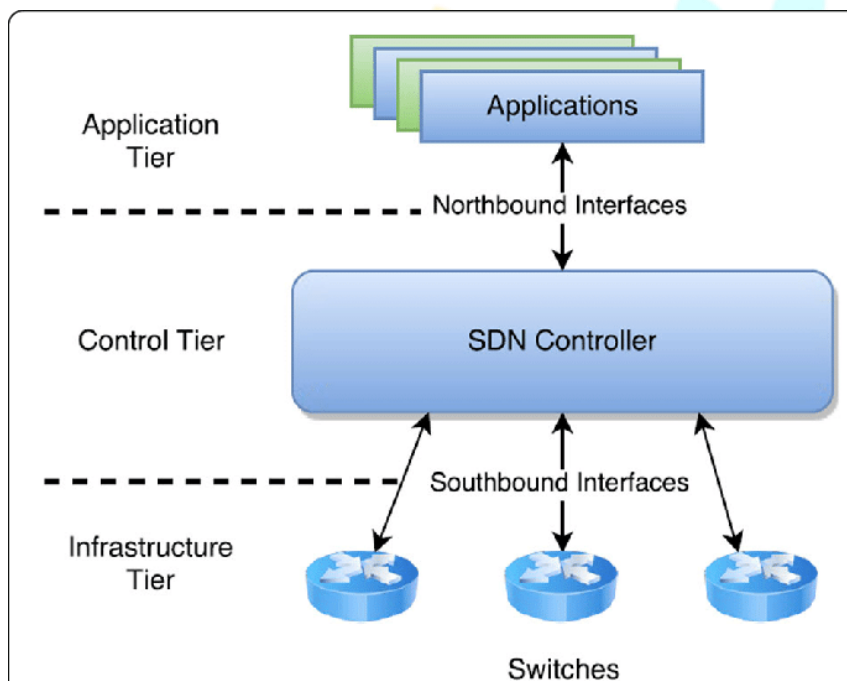 Applications
Application
Tier
Northbound Interfaces
Control Tier
SDN Controller
Southbound Interfaces
Infrastructure
Tier
Switches